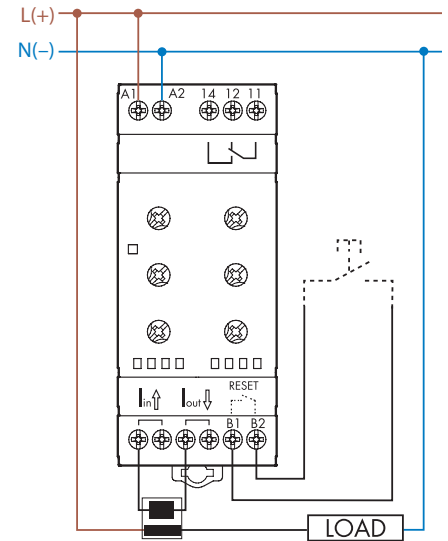 L(+)
N(–)
A1 A2 14 12 11
RESET
Iin Iout
B1 B2
LOAD